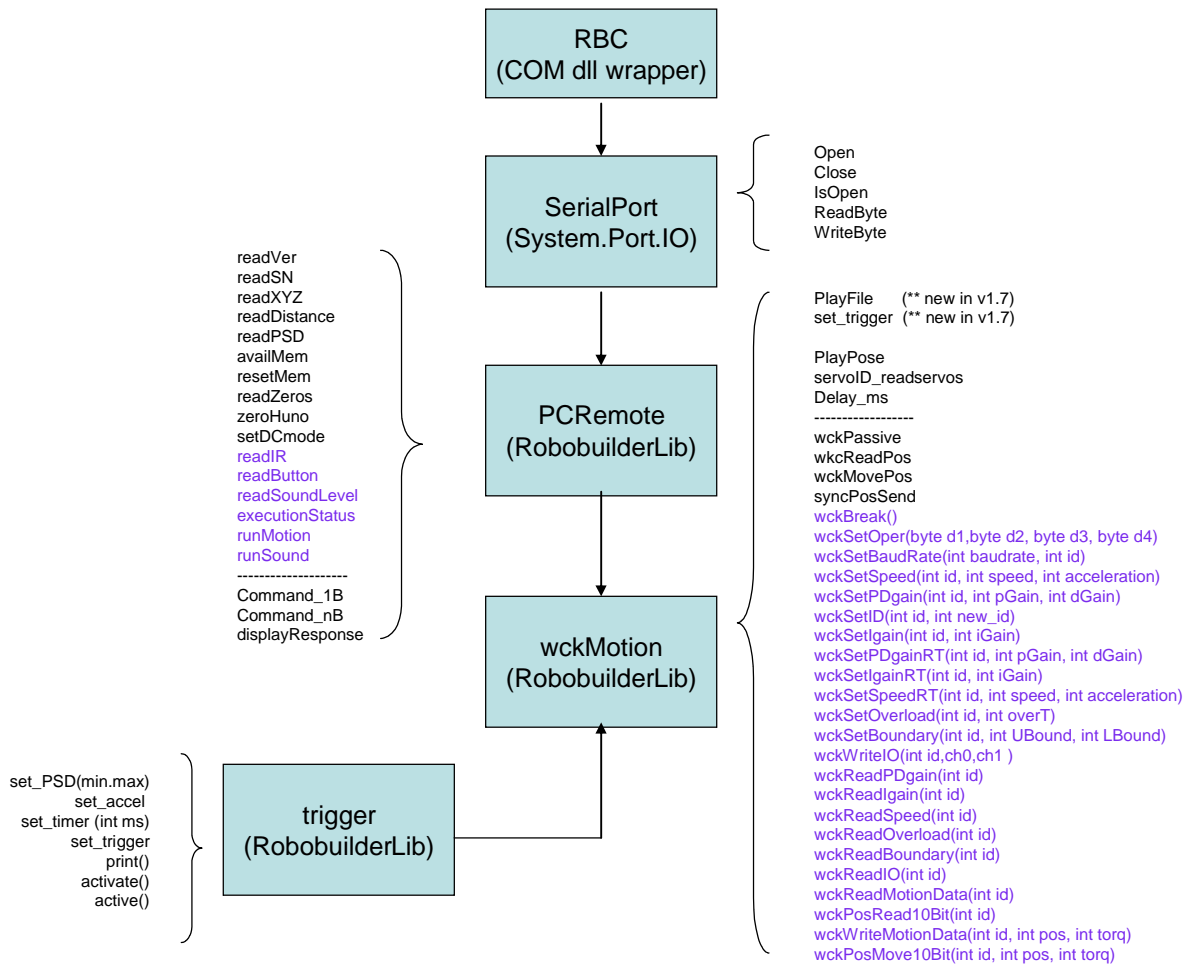 RBC
(COM dll wrapper)
SerialPort
(System.Port.IO)
Open
Close
IsOpen
ReadByte
WriteByte
readVer
readSN
readXYZ
readDistance
readPSD
availMem
resetMem
readZeros
zeroHuno
setDCmode
readIR
readButton
readSoundLevel
executionStatus
runMotion
runSound
--------------------
Command_1B
Command_nB
displayResponse
PCRemote
(RobobuilderLib)
PlayFile (** new in v1.7)
set_trigger (** new in v1.7)
PlayPose
servoID_readservos
Delay_ms
------------------
wckPassive
wkcReadPos
wckMovePos
syncPosSend
wckBreak()
wckSetOper(byte d1,byte d2, byte d3, byte d4)
wckSetBaudRate(int baudrate, int id)
wckSetSpeed(int id, int speed, int acceleration)
wckSetPDgain(int id, int pGain, int dGain)
wckSetID(int id, int new_id)
wckSetIgain(int id, int iGain)
wckSetPDgainRT(int id, int pGain, int dGain)
wckSetIgainRT(int id, int iGain)
wckSetSpeedRT(int id, int speed, int acceleration)
wckSetOverload(int id, int overT)
wckSetBoundary(int id, int UBound, int LBound)
wckWriteIO(int id,ch0,ch1 )
wckReadPDgain(int id)
wckReadIgain(int id)
wckReadSpeed(int id)
wckReadOverload(int id)
wckReadBoundary(int id)
wckReadIO(int id)
wckReadMotionData(int id)
wckPosRead10Bit(int id)
wckWriteMotionData(int id, int pos, int torq)
wckPosMove10Bit(int id, int pos, int torq)
wckMotion
(RobobuilderLib)
set_PSD(min.max)
set_accel
set_timer (int ms)
set_trigger
print()
activate()
active()
trigger
(RobobuilderLib)